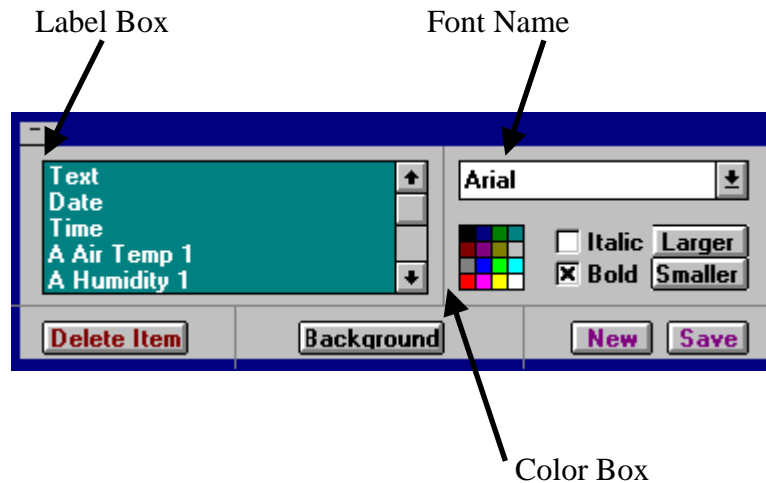 Label Box
Font Name
Text
Date
Time
A Air Temp 1
A Humidity 1
Arial
Italic
Larger
Bold
Smaller
Delete Item
Background
New
Save
Color Box